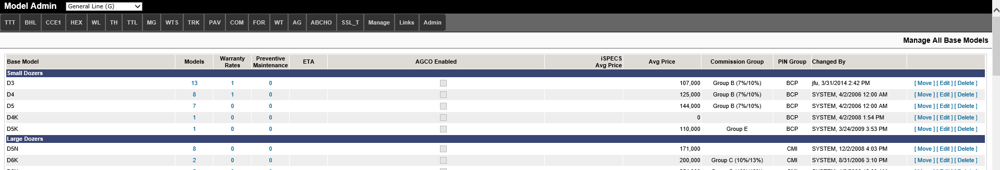 Model Admin General Line (G)
TTT BHL CCE1 HEX WL TH TTL MG WTS TRK PAV COM FOR WT AG ABCHO SSL_T Manage Links Admin
Manage All Base Models
Base Model Models Warranty Rates Preventive Maintenance ETA AGCO Enabled iSPECS Avg Price Avg Price Commission Group PIN Group Changed By
Small Dozers
D3 13 1 0 107,000 Group B (7%/10%) BCP jfu, 3/31/2014 2:42 PM [ Move ] [ Edit ] [ Delete ]
D4 8 1 0 125,000 Group B (7%/10%) BCP SYSTEM, 4/2/2006 12:00 AM [ Move ] [ Edit ] [ Delete ]
D5 7 0 0 144,000 Group B (7%/10%) BCP SYSTEM, 4/2/2006 12:00 AM [ Move ] [ Edit ] [ Delete ]
D4K 1 0 0 0 BCP SYSTEM, 4/2/2008 1:54 PM [ Move ] [ Edit ] [ Delete ]
D5K 1 0 0 110,000 Group E BCP SYSTEM, 3/24/2009 3:53 PM [ Move ] [ Edit ] [ Delete ]
Large Dozers
D5N 8 0 0 171,000 CMI SYSTEM, 12/2/2008 4:03 PM [ Move ] [ Edit ] [ Delete ]
D6K 2 0 0 200,000 Group C (10%/13%) CMI SYSTEM, 8/31/2006 3:10 PM [ Move ] [ Edit ] [ Delete ]